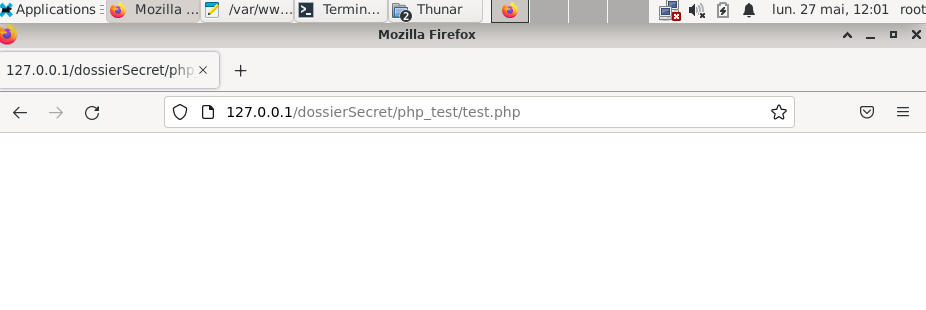 Applications Mozilla ... /var/ww... Termin... 2 Thunar lun. 27 mai, 12:01 root
Mozilla Firefox
127.0.0.1/dossierSecret/php
127.0.0.1/dossierSecret/php_test/test.php